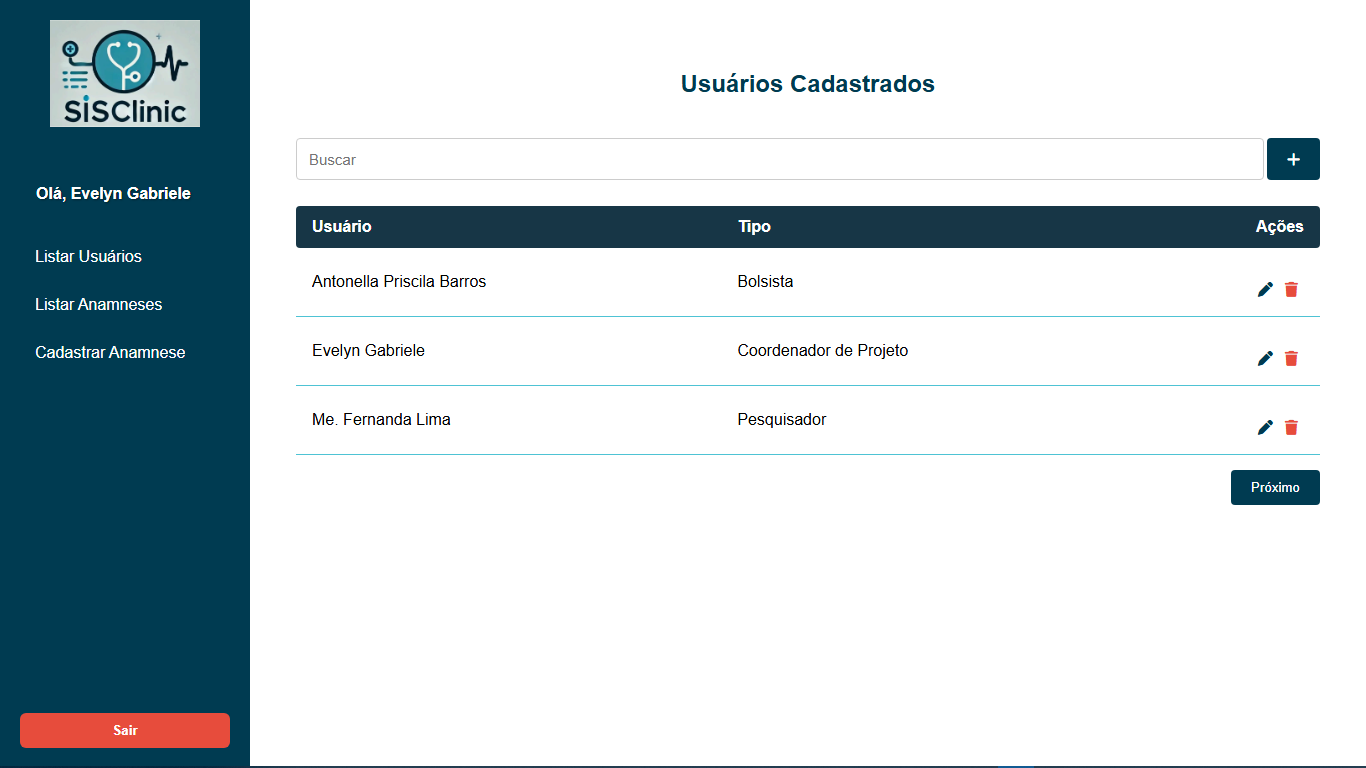 SiSClinic
Olá, Evelyn Gabriele
Listar Usuários
Listar Anamneses
Cadastrar Anamnese
Sair
Usuários Cadastrados
Buscar
+
Usuário Tipo Ações
Antonella Priscila Barros Bolsista
Evelyn Gabriele Coordenador de Projeto
Me. Fernanda Lima Pesquisador
Próximo